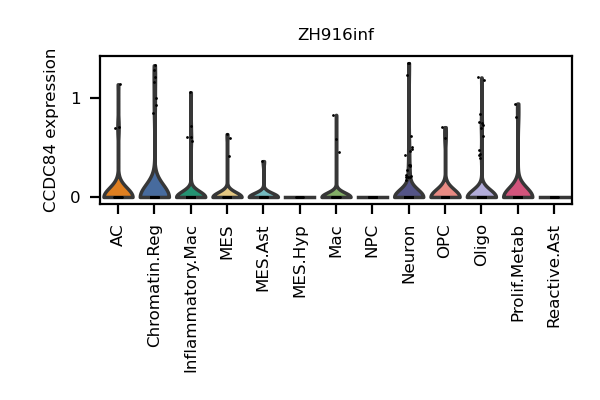 ZH916inf
CCDC84 expression
1
0
AC
Chromatin.Reg
Inflammatory.Mac
MES
MES.Ast
MES.Hyp
Mac
NPC
Neuron
OPC
Oligo
Prolif.Metab
Reactive.Ast